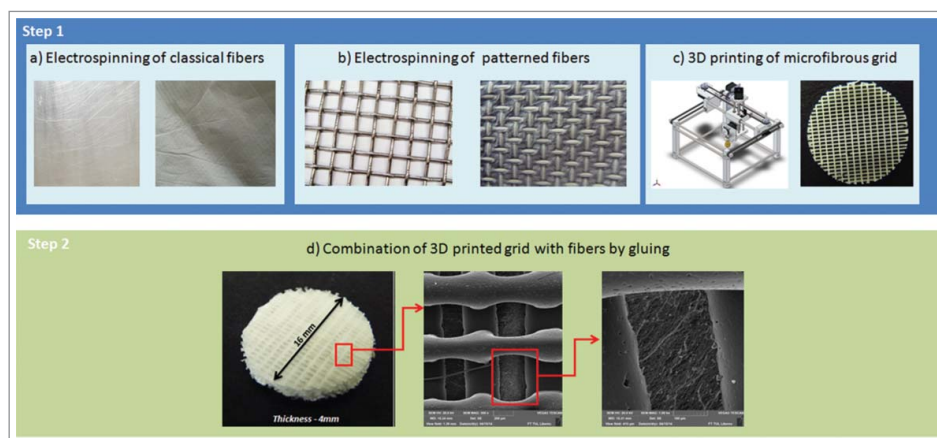 Step 1
a) Electrospinning of classical fibers
b) Electrospinning of patterned fibers
c) 3D printing of microfibrous grid
Step 2
d) Combination of 3D printed grid with fibers by gluing
16 mm
Thickness - 4mm